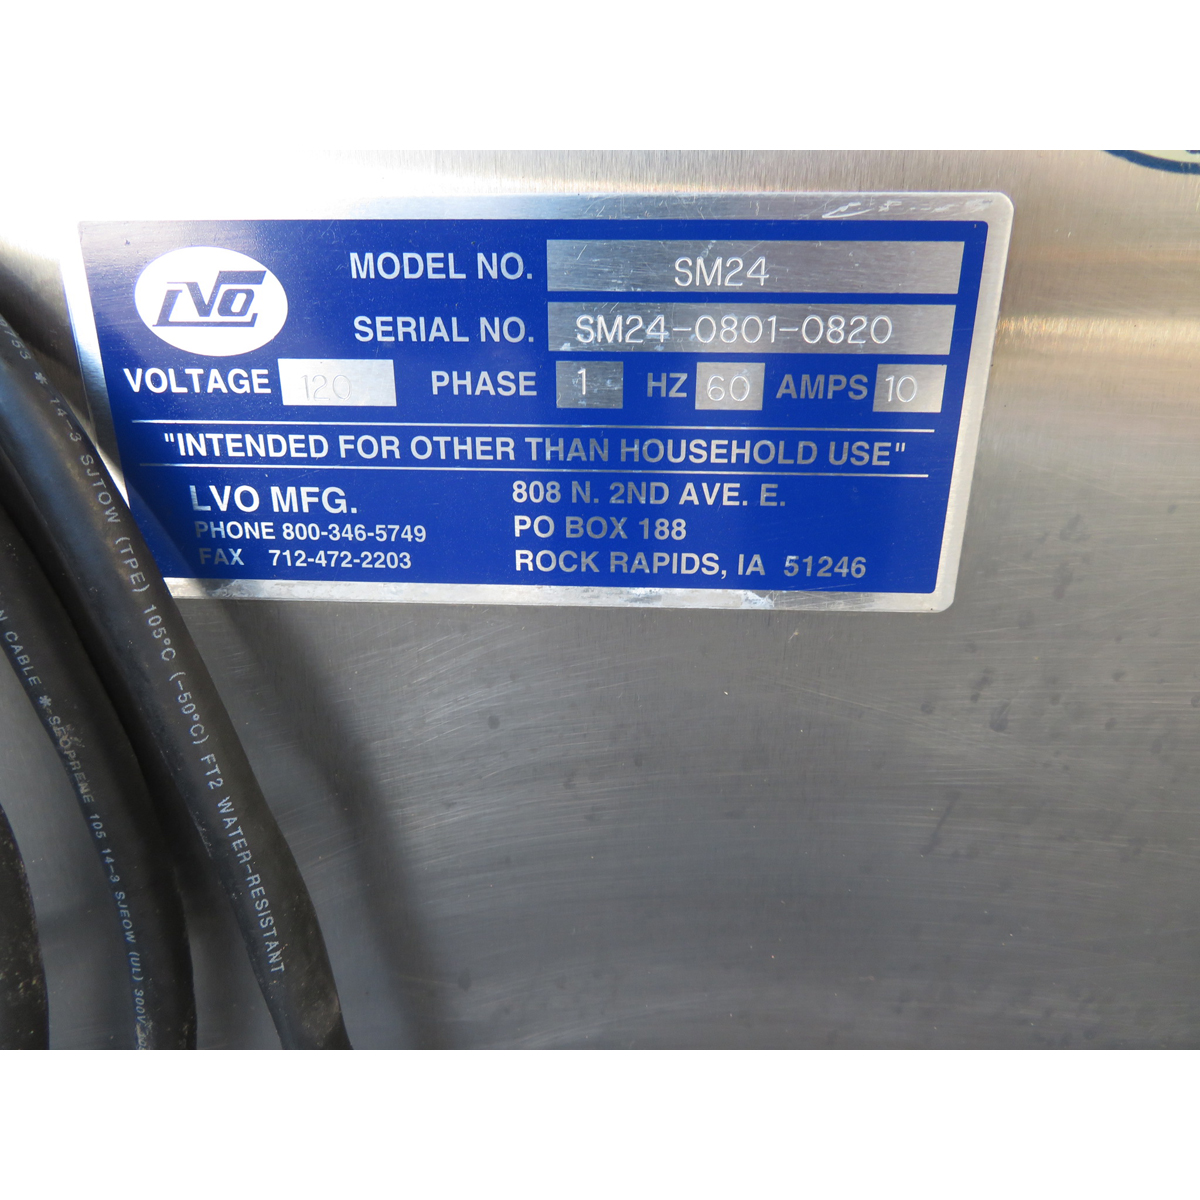 LVO
MODEL NO. SM24
SERIAL NO. SM24-0801-0820
VOLTAGE 120 PHASE 1 HZ 60 AMPS 10
"INTENDED FOR OTHER THAN HOUSEHOLD USE"
LVO MFG.
PHONE 800-346-5749
FAX 712-472-2203
808 N. 2ND AVE. E.
PO BOX 188
ROCK RAPIDS, IA 51246
* 14-3 SJTOW (TPE) 105°C (-50°C) FT2 WATER-RESISTANT
CABLE * SEOPRENE 105 14-3 SJEOW (UL) 300V